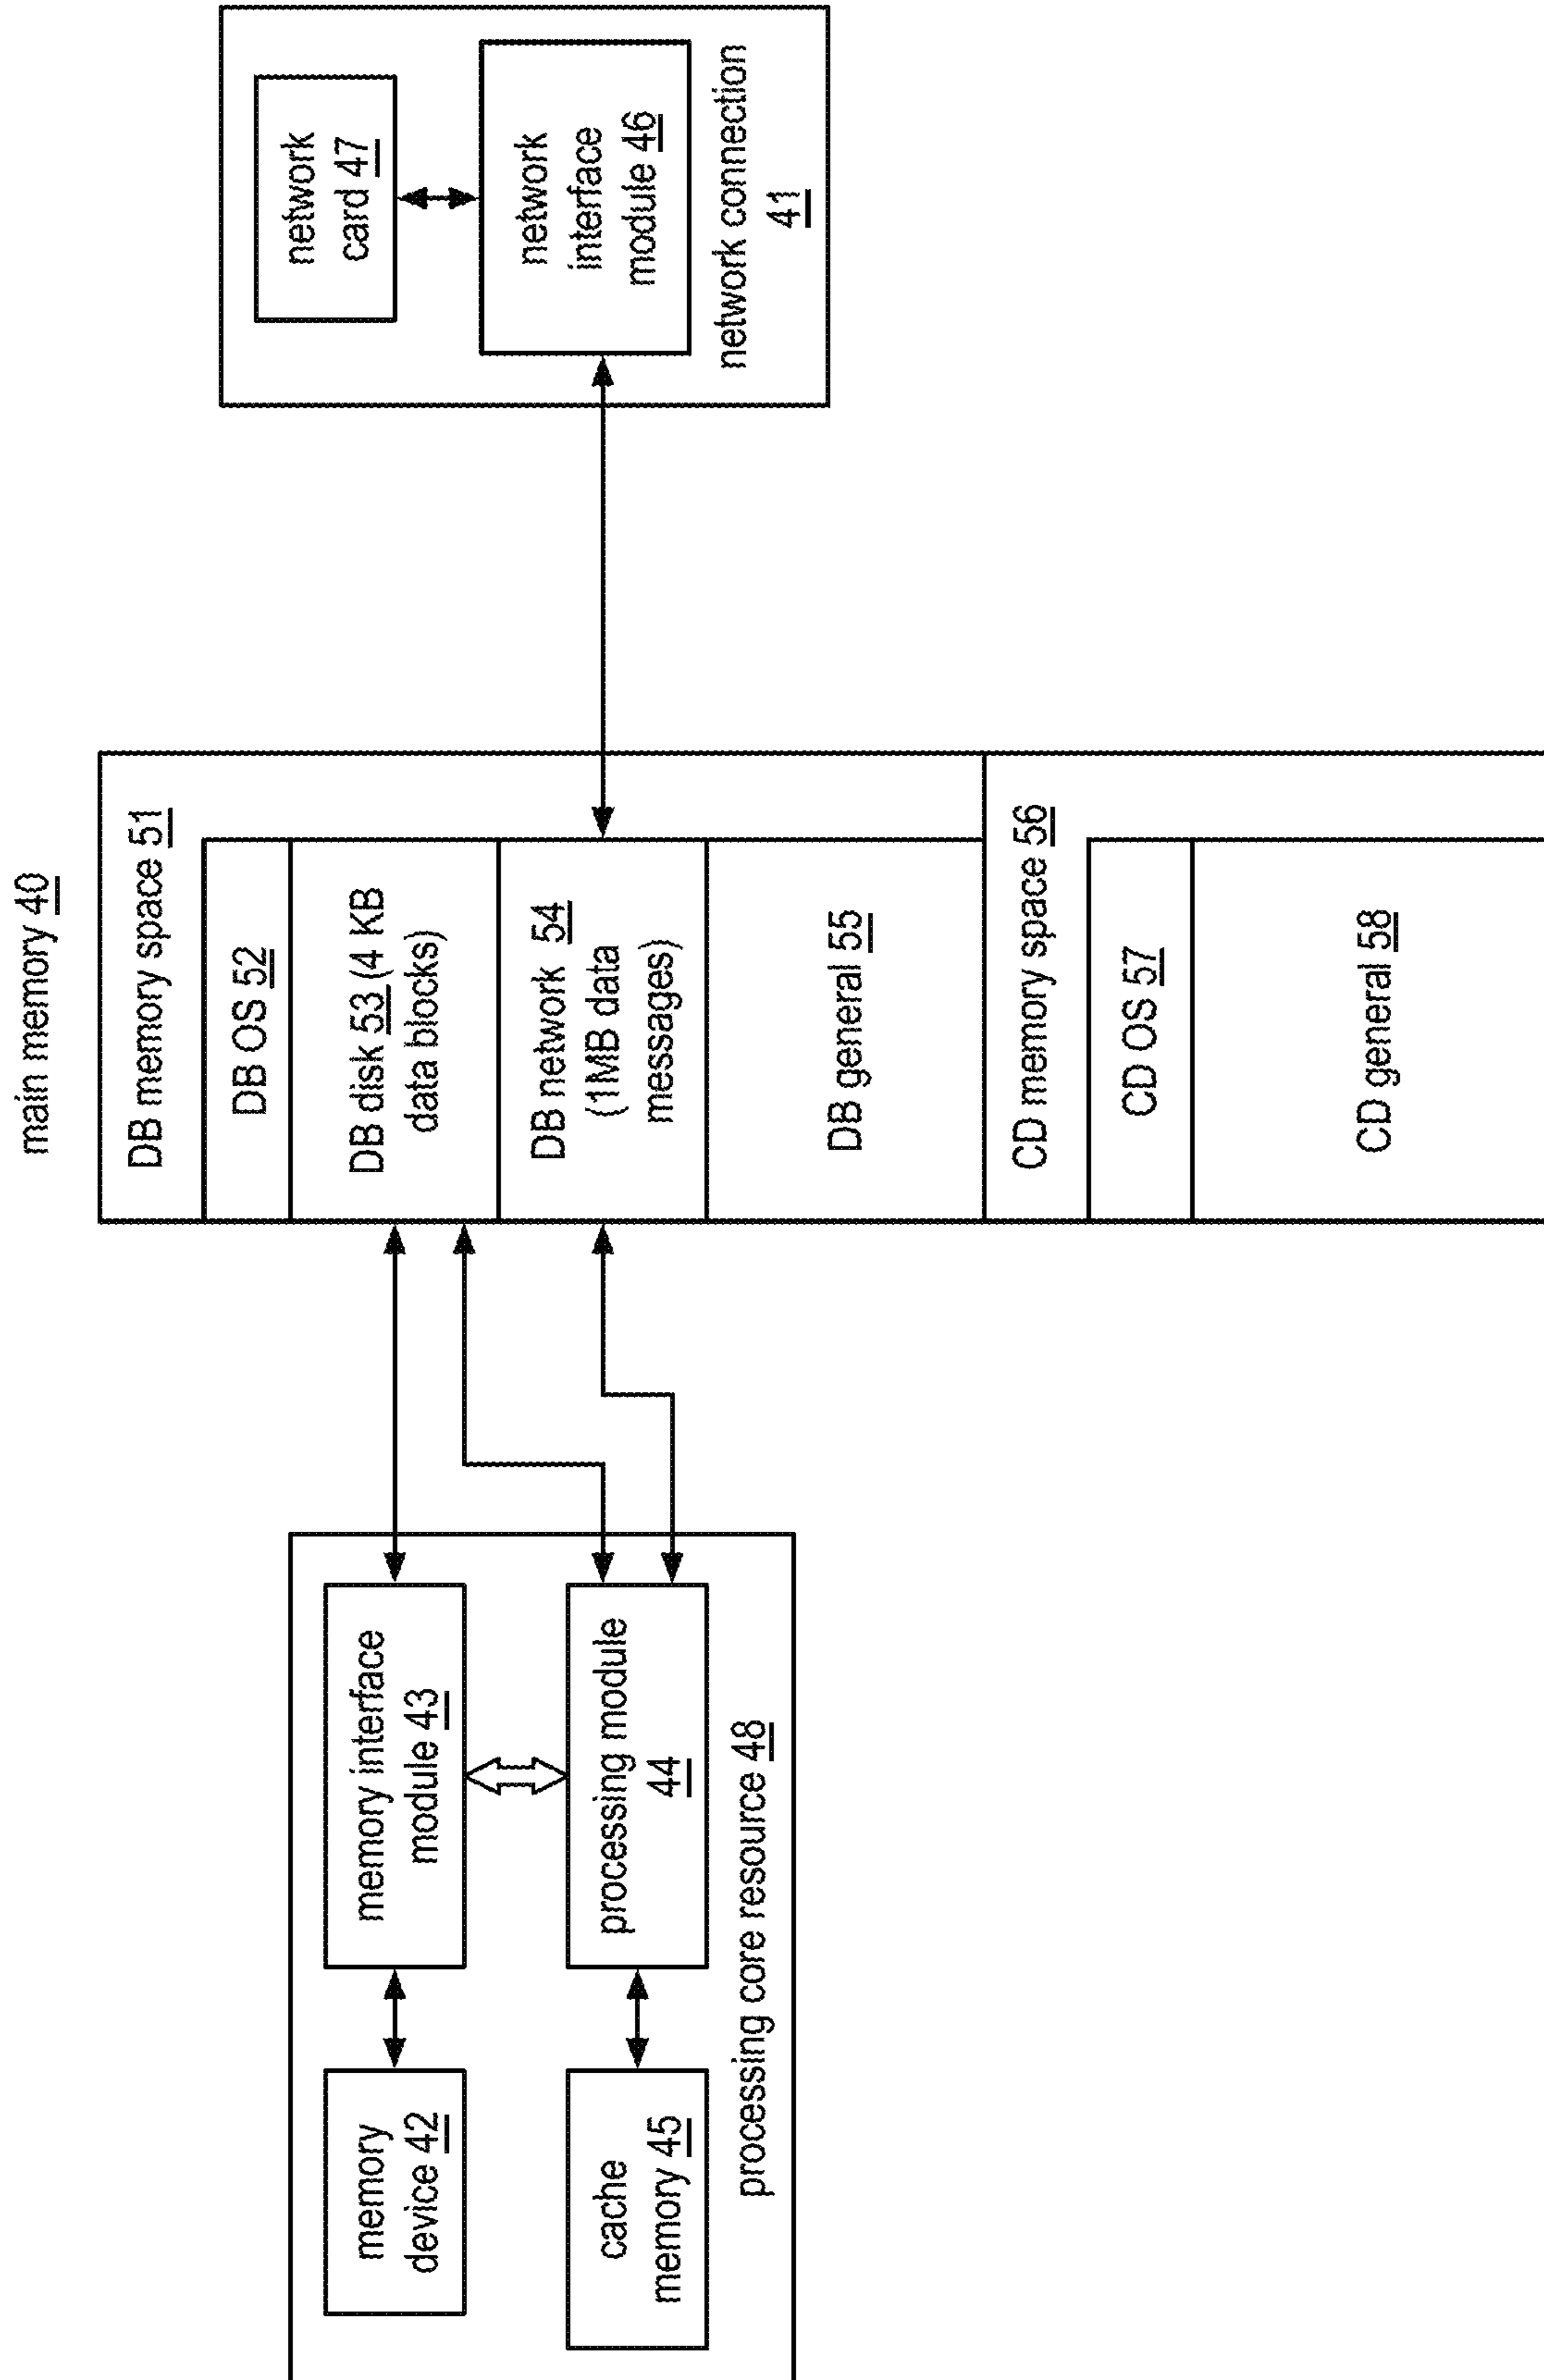 main memory 40
DB memory space 51
DB OS 52
DB disk 53 (4 KB
data blocks)
DB network 54
(1MB data
messages)
DB general 55
CD memory space 56
CD OS 57
CD general 58
memory
device 42
memory interface
module 43
cache
memory 45
processing module
44
processing core resource 48
network
card 47
network
interface
module 46
network connection
41